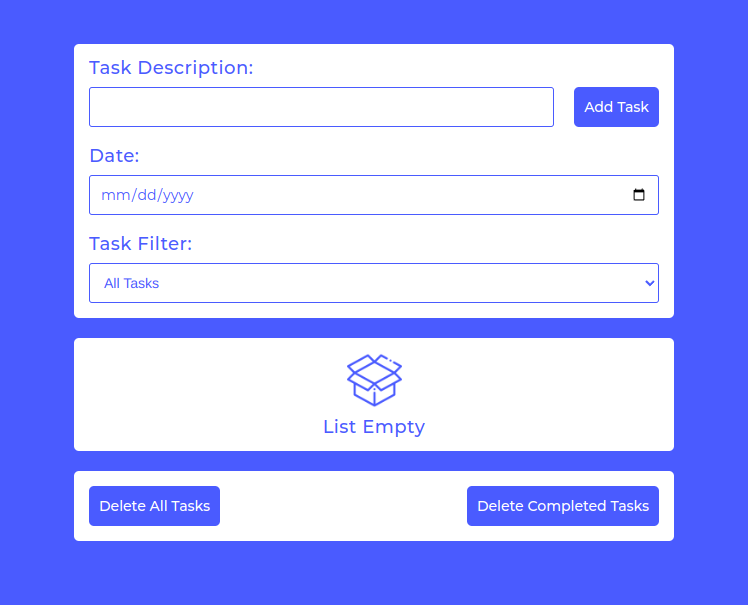 Task Description:
Add Task
Date:
mm/dd/yyyy
Task Filter:
All Tasks
List Empty
Delete All Tasks
Delete Completed Tasks